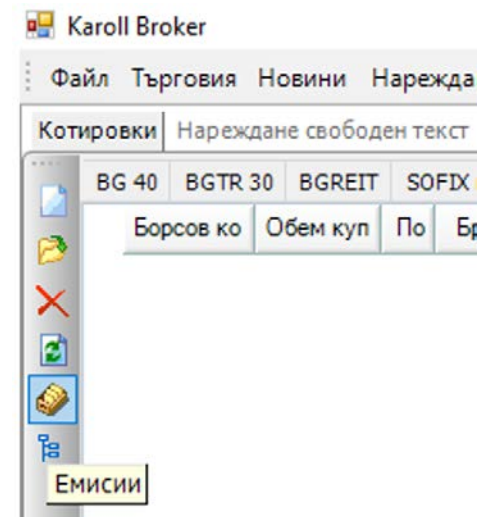 Karoll Broker
Файл Търговия Новини Нарежда
Котировки Нареждане свободен текст
BG 40 BGTR 30 BGREIT SOFIX
Борсов ко Обем куп По Бр
Емисии